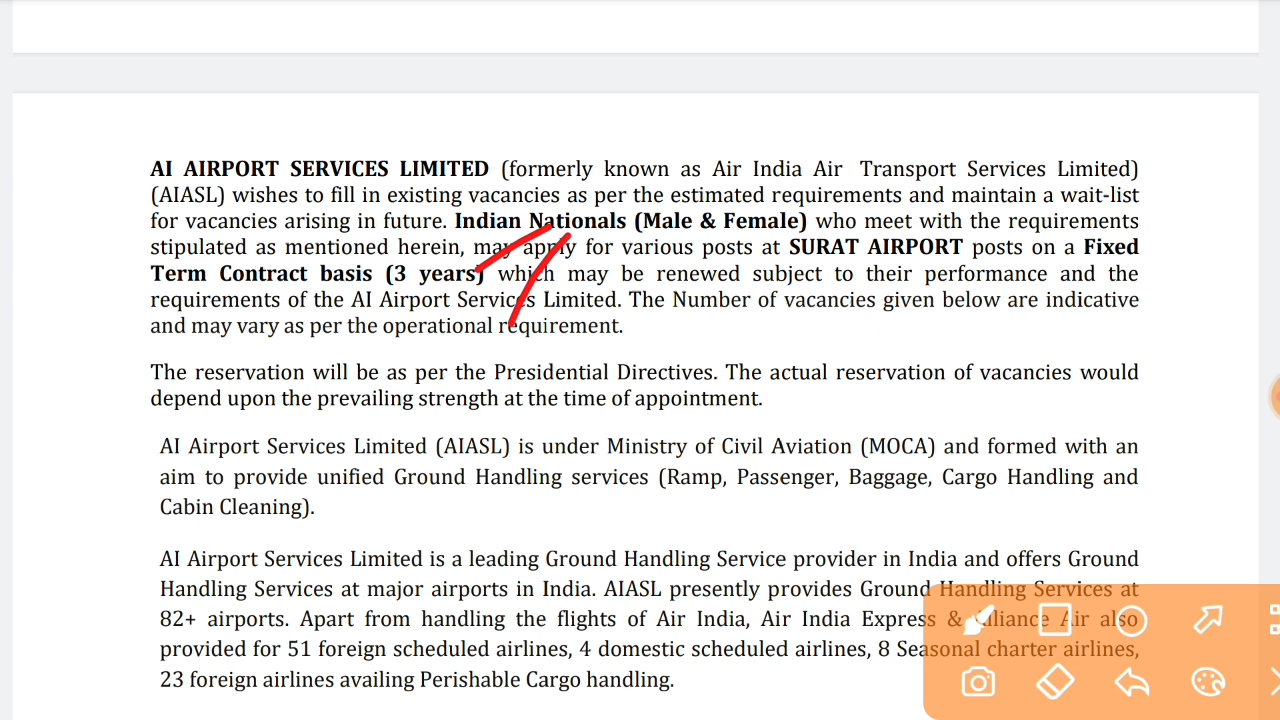 AI AIRPORT SERVICES LIMITED (formerly known as Air India Air Transport Services Limited)
(AIASL) wishes to fill in existing vacancies as per the estimated requirements and maintain a wait-list
for vacancies arising in future. Indian Nationals (Male & Female) who meet with the requirements
stipulated as mentioned herein, may apply for various posts at SURAT AIRPORT posts on a Fixed
Term Contract basis (3 years) which may be renewed subject to their performance and the
requirements of the AI Airport Services Limited. The Number of vacancies given below are indicative
and may vary as per the operational requirement.
The reservation will be as per the Presidential Directives. The actual reservation of vacancies would
depend upon the prevailing strength at the time of appointment.
AI Airport Services Limited (AIASL) is under Ministry of Civil Aviation (MOCA) and formed with an
aim to provide unified Ground Handling services (Ramp, Passenger, Baggage, Cargo Handling and
Cabin Cleaning).
AI Airport Services Limited is a leading Ground Handling Service provider in India and offers Ground
Handling Services at major airports in India. AIASL presently provides Ground Handling Services at
82+ airports. Apart from handling the flights of Air India, Air India Express & Alliance Air also
provided for 51 foreign scheduled airlines, 4 domestic scheduled airlines, 8 Seasonal charter airlines,
23 foreign airlines availing Perishable Cargo handling.